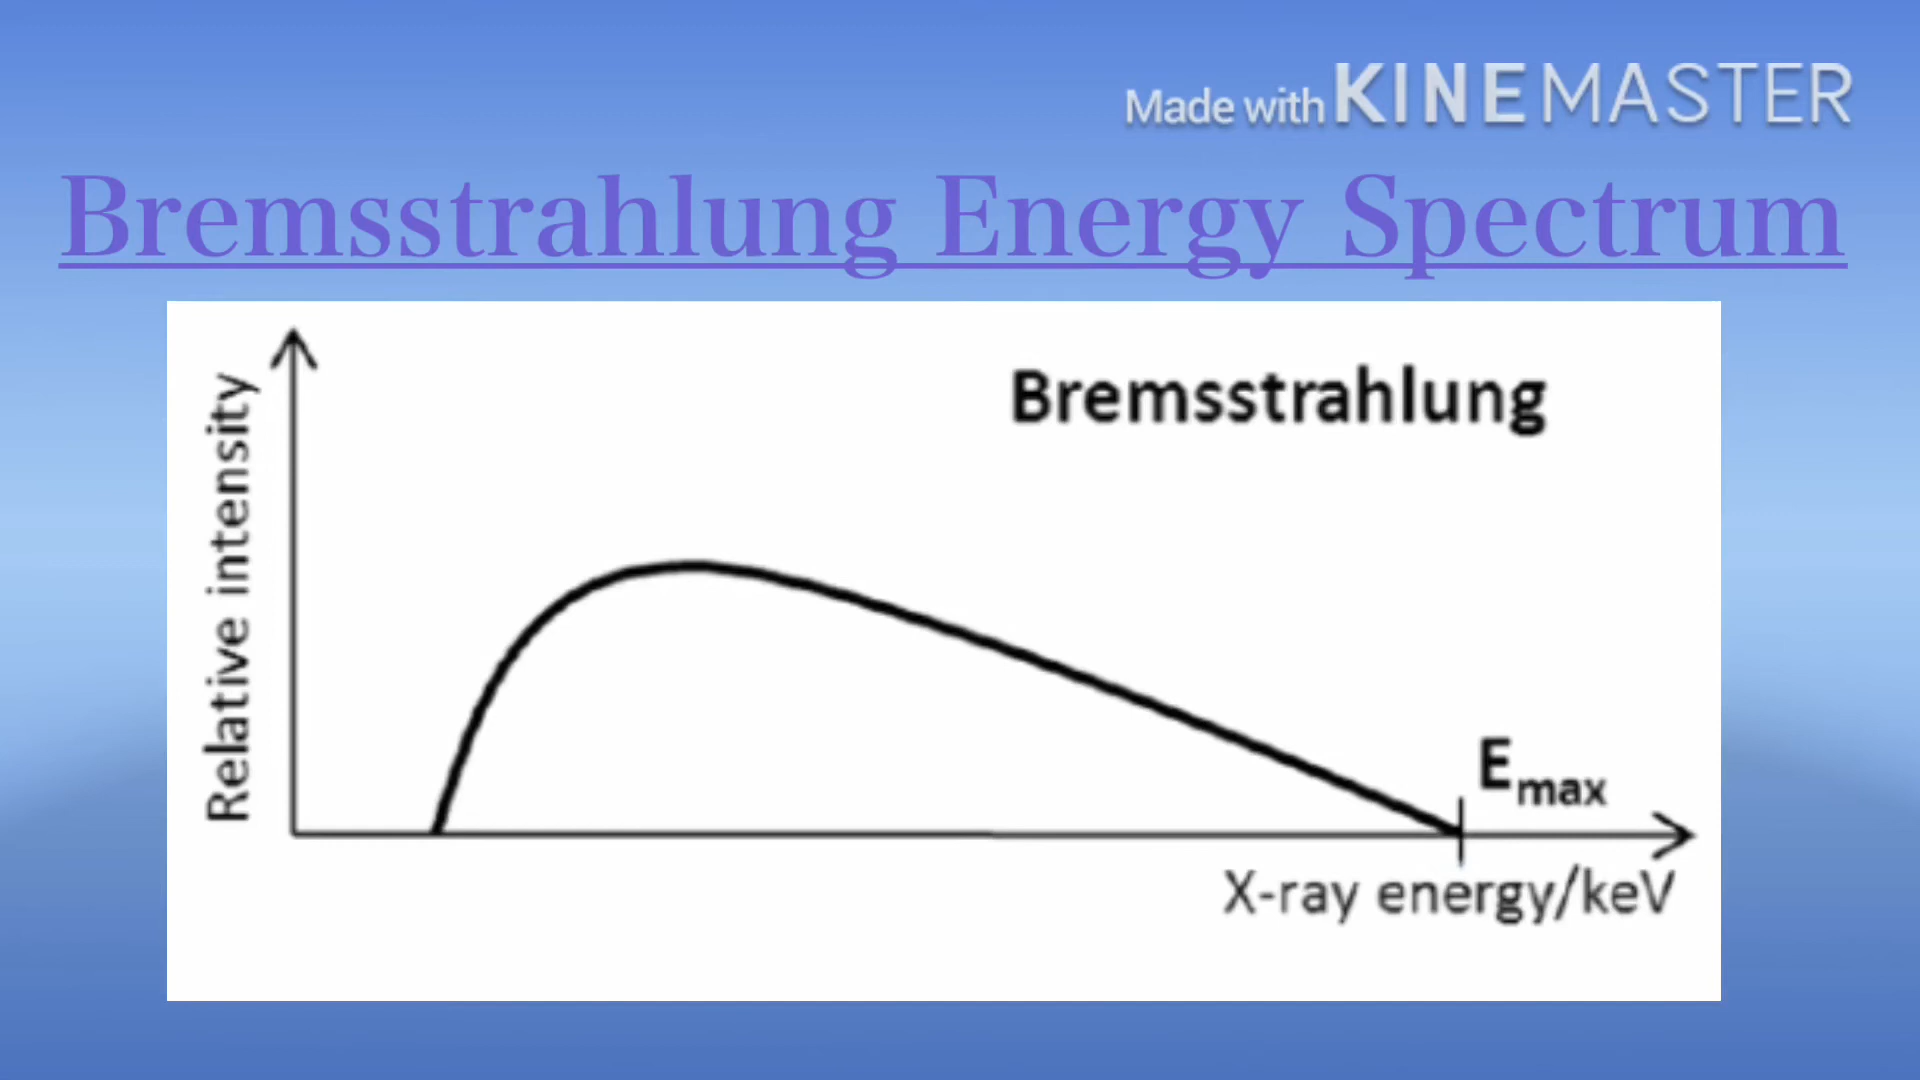 Made with KINEMASTER
Bremsstrahlung Energy Spectrum
Bremsstrahlung
Relative intensity
Emax
X-ray energy/keV